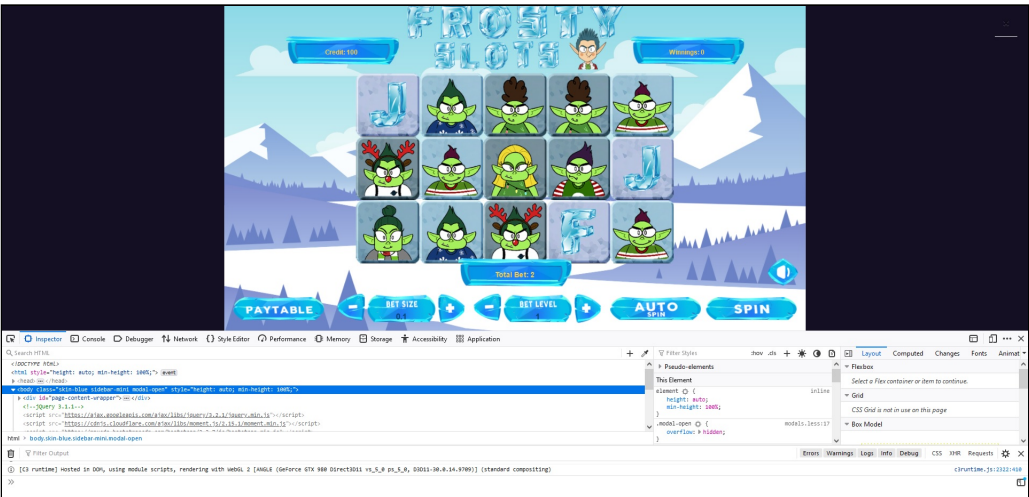 FROSTY
SLOTS
Credit: 100
Winnings: 0
J
J
F
Total Bet: 2
PAYTABLE
BET SIZE
0.1
BET LEVEL
1
AUTO
SPIN
SPIN
Inspector Console Debugger Network Style Editor Performance Memory Storage Accessibility Application
Search HTML
Filter Styles :hov .cls Layout Computed Changes Fonts Animat
<!DOCTYPE html>
<html style="height: auto; min-height: 100%;"> event
<head> </head>
<body class="skin-blue sidebar-mini modal-open" style="height: auto; min-height: 100%;">
<div id="page-content-wrapper"> </div>
<!--jQuery 3.1.1-->
<script src="https://ajax.googleapis.com/ajax/libs/jquery/3.2.1/jquery.min.js"></script>
<script src="https://cdnjs.cloudflare.com/ajax/libs/moment.js/2.15.1/moment.min.js"></script>
Pseudo-elements
This Element
element { inline
height: auto;
min-height: 100%;
}
.modal-open { modals.less:17
overflow: hidden;
}
Flexbox
Select a Flex container or item to continue.
Grid
CSS Grid is not in use on this page
Box Model
html > body.skin-blue.sidebar-mini.modal-open
Filter Output
Errors Warnings Logs Info Debug CSS XHR Requests
[C3 runtime] Hosted in DOM, using module scripts, rendering with WebGL 2 [ANGLE (GeForce GTX 980 Direct3D11 vs_5_0 ps_5_0, D3D11-30.0.14.9709)] (standard compositing)
c3runtime.js:2322:410